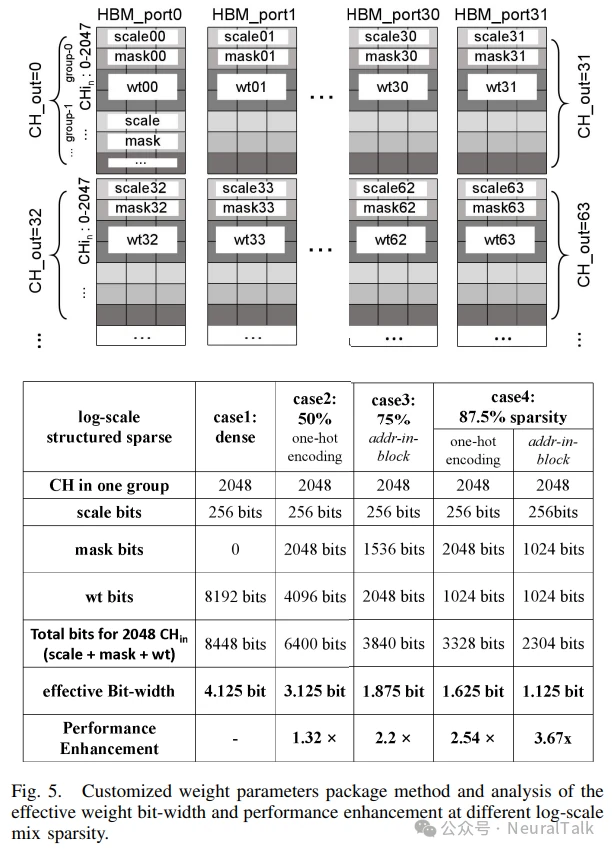 HBM_port0 HBM_port1 HBM_port30 HBM_port31
CH_out=0 group-0 CHin : 0-2047 scale00 scale01 scale30 scale31 CH_out=31
mask00 mask01 mask30 mask31
wt00 wt01 ... wt30 wt31
... group-1 ... scale
mask
...
CH_out=32 CHin : 0-2047 scale32 scale33 scale62 scale63 CH_out=63
mask32 mask33 mask62 mask63
wt32 wt33 ... wt62 wt63
...
... ... ... ... ... ...
log-scale structured sparse
case1: dense
case2: 50% one-hot encoding
case3: 75% addr-in-block
case4: 87.5% sparsity
one-hot encoding
addr-in-block
CH in one group 2048 2048 2048 2048 2048
scale bits 256 bits 256 bits 256 bits 256 bits 256bits
mask bits 0 2048 bits 1536 bits 2048 bits 1024 bits
wt bits 8192 bits 4096 bits 2048 bits 1024 bits 1024 bits
Total bits for 2048 CHin (scale + mask + wt) 8448 bits 6400 bits 3840 bits 3328 bits 2304 bits
effective Bit-width 4.125 bit 3.125 bit 1.875 bit 1.625 bit 1.125 bit
Performance Enhancement - 1.32 × 2.2 × 2.54 × 3.67x
Fig. 5. Customized weight parameters package method and analysis of the
effective weight bit-width and performance enhancement at different log-scale
mix sparsity.
公众号 · NeuralTalk